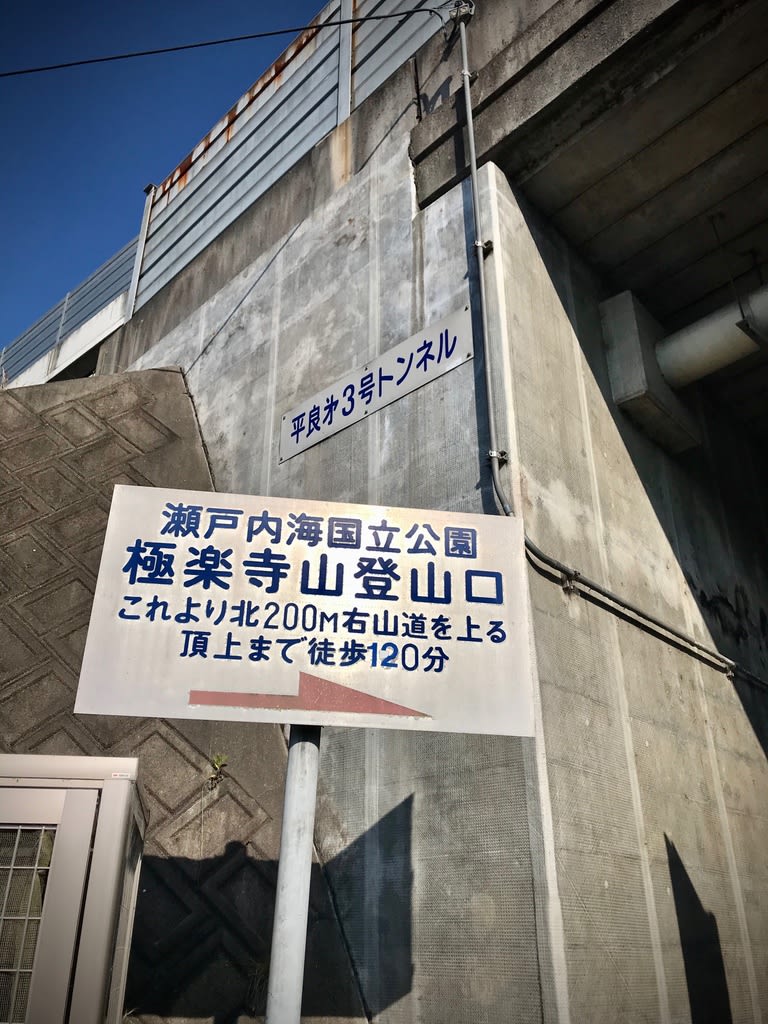 平良㐧3号トンネル
瀬戸内海国立公園
極楽寺山登山口
これより北200M右山道を上る
頂上まで徒歩120分